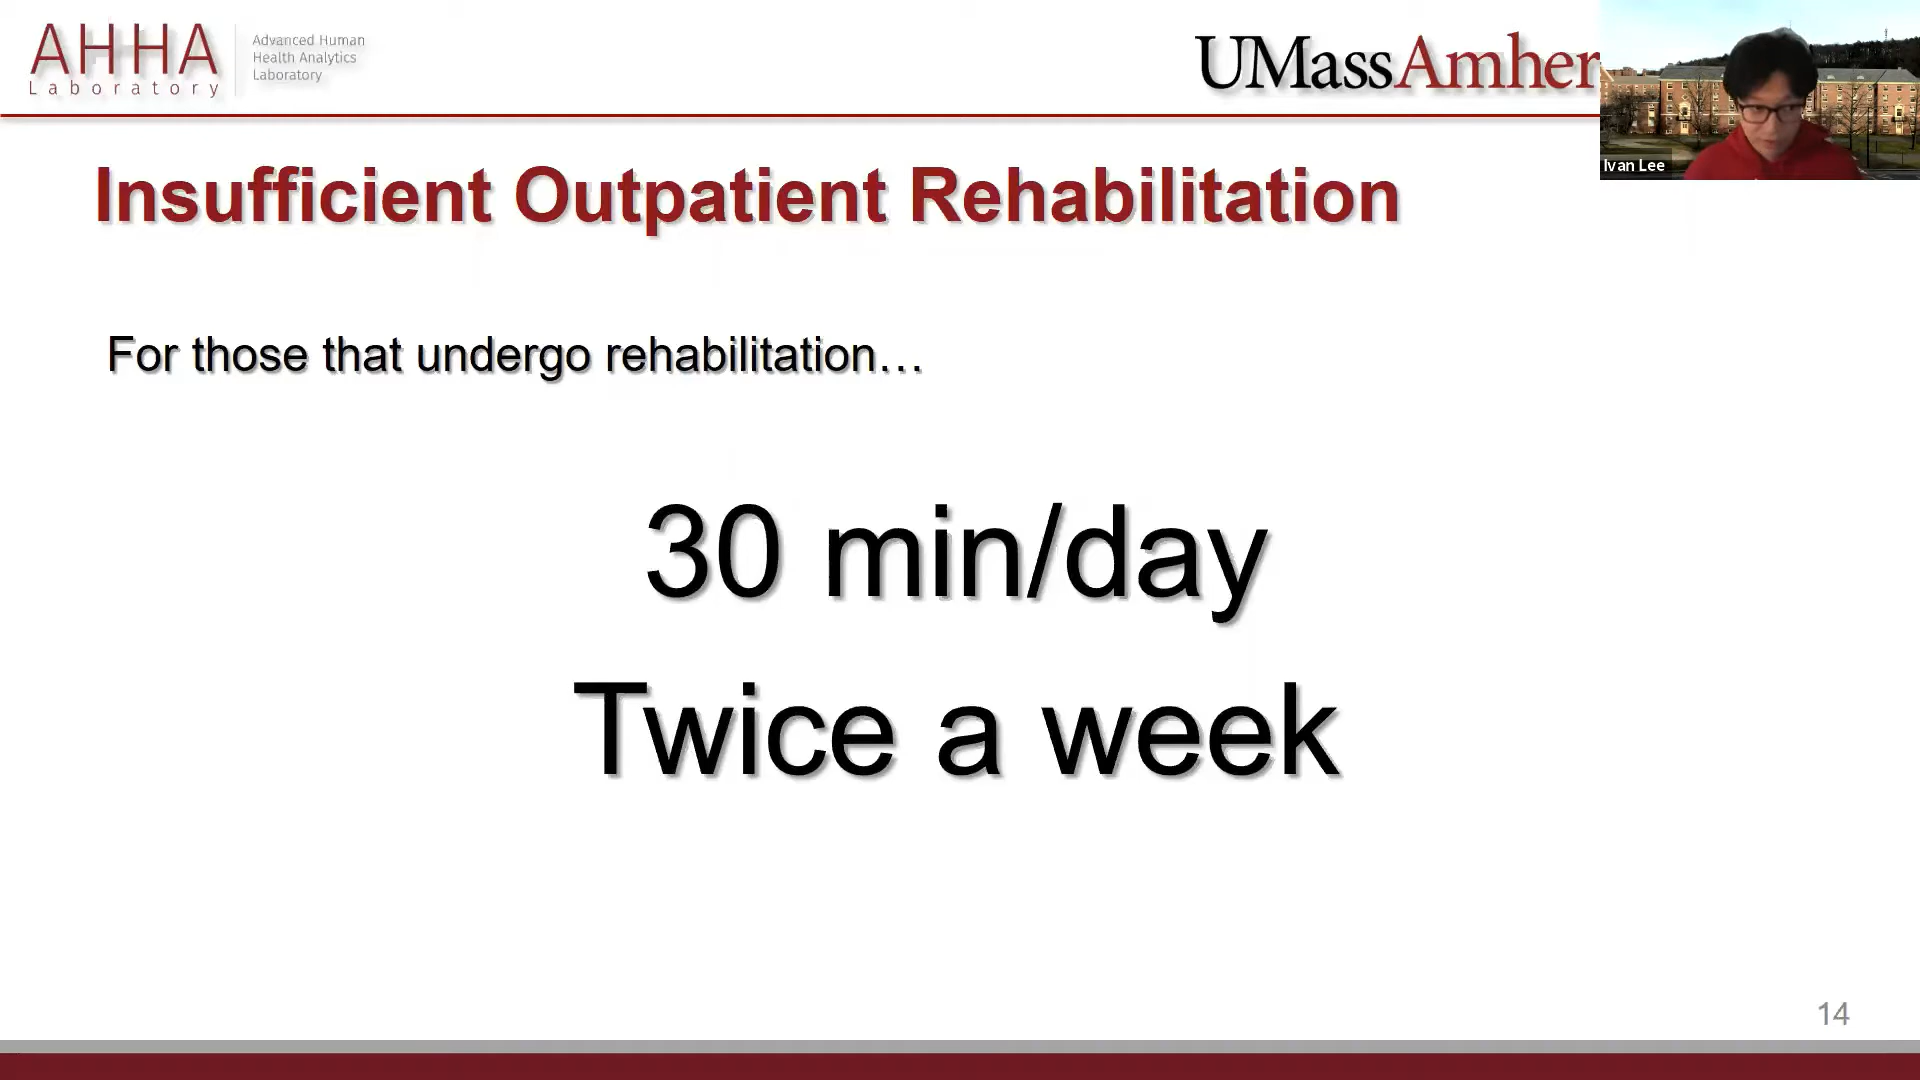 AHHA
Laboratory
Advanced Human
Health Analytics
Laboratory
UMassAmher
Ivan Lee
Insufficient Outpatient Rehabilitation
For those that undergo rehabilitation…
30 min/day
Twice a week
14